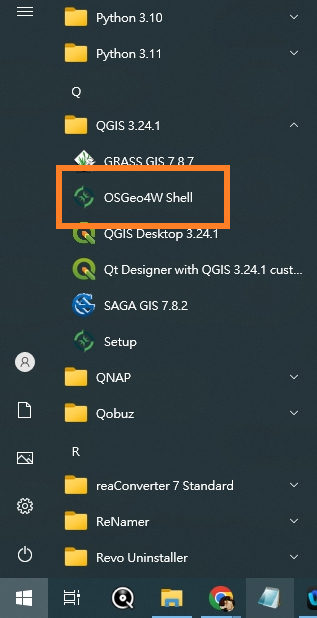 Python 3.10
Python 3.11
Q
QGIS 3.24.1
GRASS GIS 7.8.7
OSGeo4W Shell
QGIS Desktop 3.24.1
Qt Designer with QGIS 3.24.1 cust...
SAGA GIS 7.8.2
Setup
QNAP
Qobuz
R
reaConverter 7 Standard
ReNamer
Revo Uninstaller